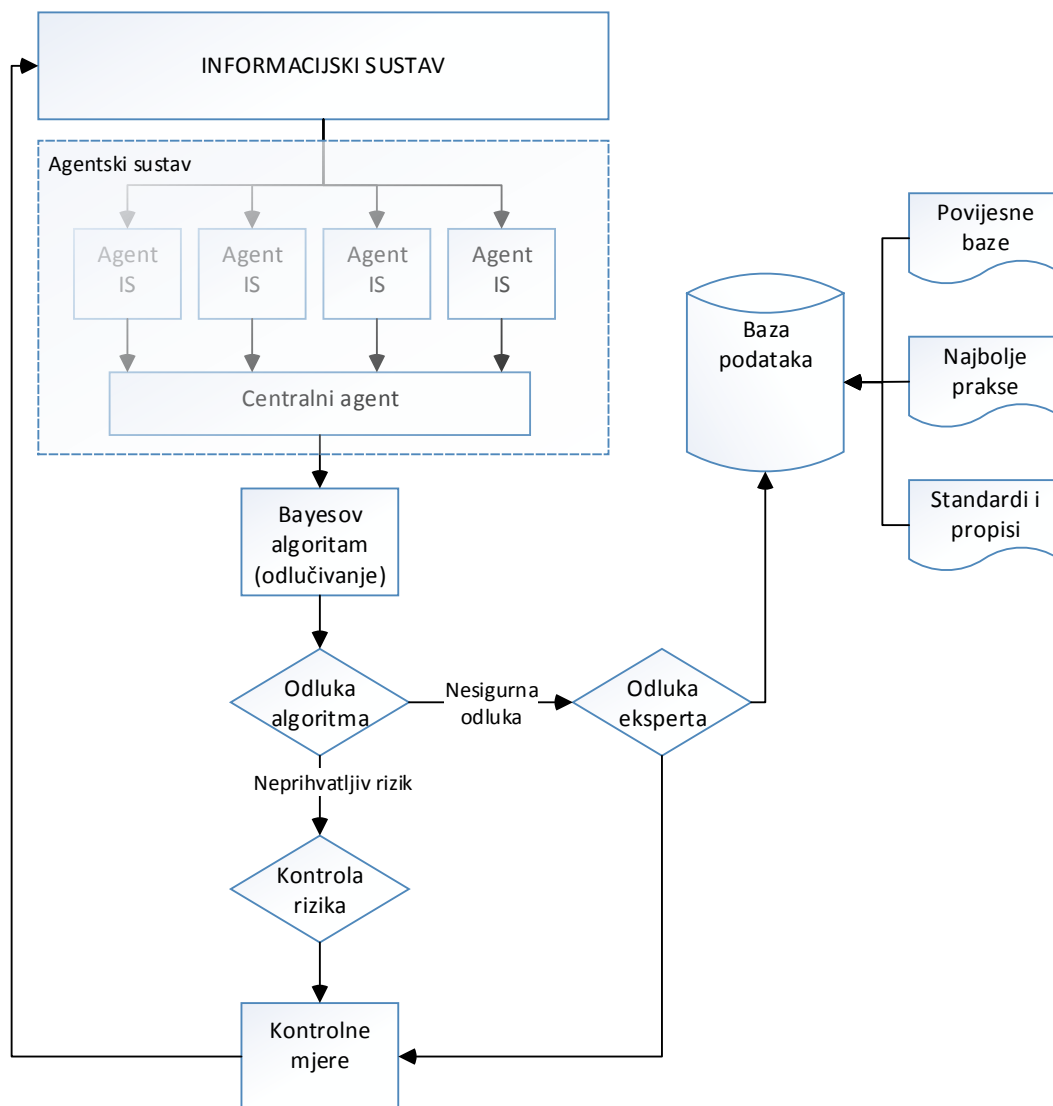 INFORMACIJSKI SUSTAV
Agentski sustav
Agent
IS
Agent
IS
Agent
IS
Agent
IS
Centralni agent
Povijesne
baze
Baza
podataka
Najbolje
prakse
Standardi i
propisi
Bayesov
algoritam
(odlučivanje)
Odluka
algoritma
Nesigurna
odluka
Odluka
eksperta
Neprihvatljiv rizik
Kontrola
rizika
Kontrolne
mjere